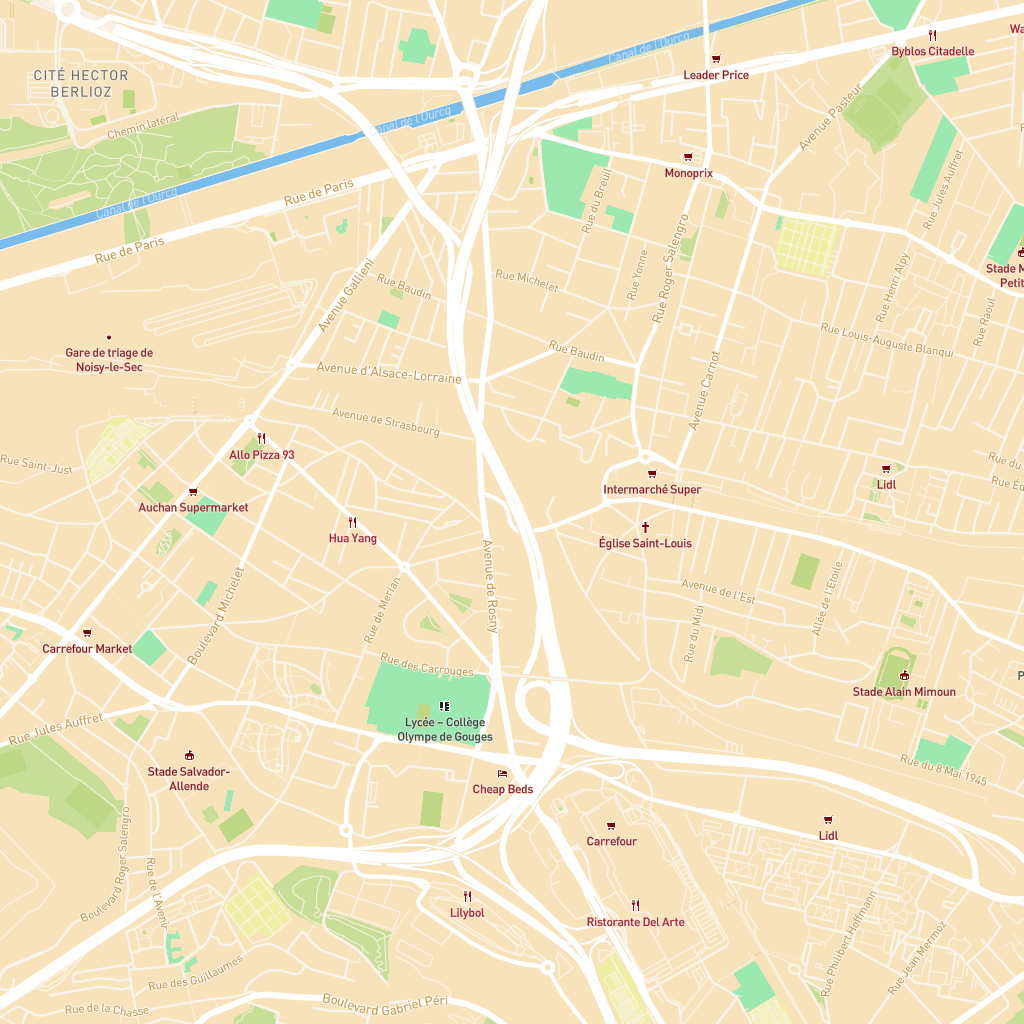 Wa
Byblos Citadelle
Canal de l'Ourcq
Leader Price
CITÉ HECTOR
BERLIOZ
Avenue Pasteur
Chemin latéral
Canal de l'Ourcq
Monoprix
Rue Jules Auffret
Rue de Paris
Canal de l'Ourcq
Rue du Breuil
Rue de Paris
Rue Roger Salengro
Rue Yonne
Rue Michelet
Rue Henri Alpy
Stade M
Petit
Avenue Gallieni
Rue Baudin
Rue Raoul
Gare de triage de
Noisy-le-Sec
Rue Louis-Auguste Blanqui
Rue Baudin
Avenue d'Alsace-Lorraine
Avenue Carnot
Avenue de Strasbourg
Allo Pizza 93
Rue Saint-Just
Rue du
Lidl
Rue Éd
Intermarché Super
Auchan Supermarket
Hua Yang
Église Saint-Louis
Avenue de Rosny
Avenue de l'Est
Allée de l'Etoile
Rue de Merlan
Boulevard Michelet
Rue du Midi
Carrefour Market
Rue des Carrouges
P
Stade Alain Mimoun
Rue Jules Auffret
Lycée – Collège
Olympe de Gouges
Stade Salvador-
Allende
Rue du 8 Mai 1945
Cheap Beds
Carrefour
Lidl
Boulevard Roger Salengro
Rue de l'Avenir
Lilybol
Ristorante Del Arte
Rue Philibert Hoffmann
Rue Jean Mermoz
Rue des Guillaumes
Rue de la Chasse
Boulevard Gabriel Péri